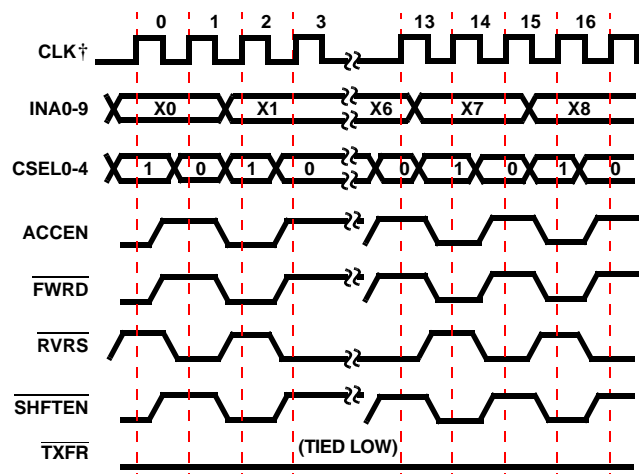 0 1 2 3 13 14 15 16
CLK†
INA0-9 X0 X1 X6 X7 X8
CSEL0-4 1 0 1 0 0 1 0 1 0
ACCEN
FWRD
RVRS
SHFTEN
(TIED LOW)
TXFR